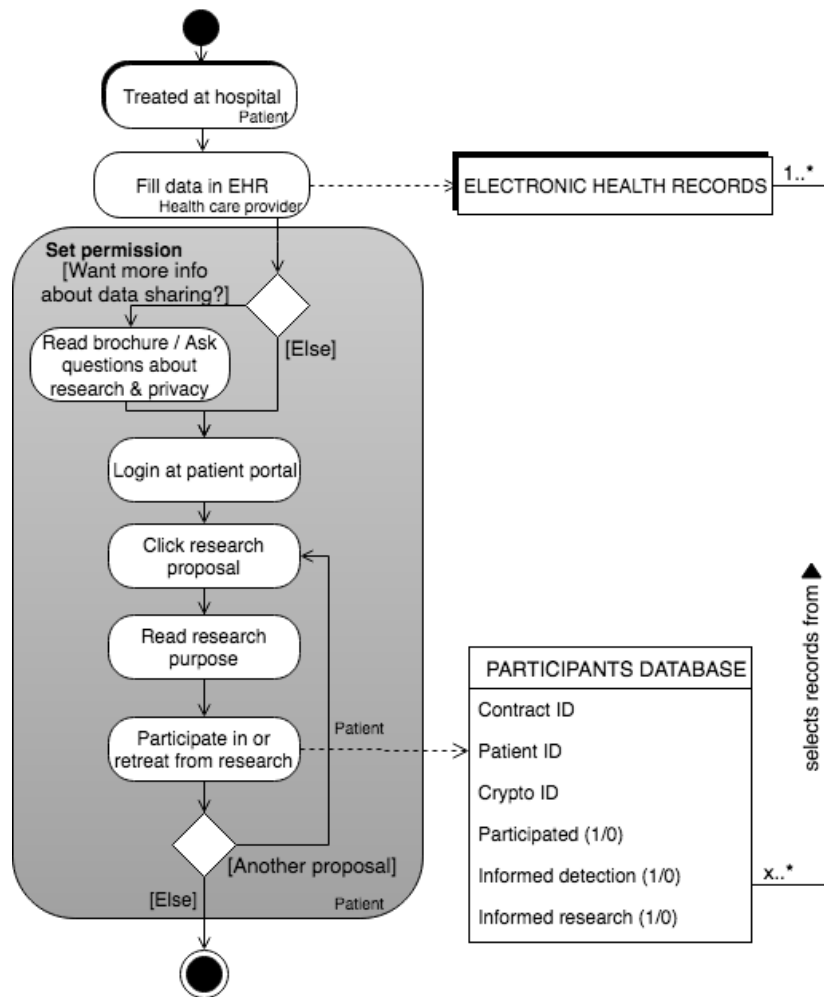 Treated at hospital
Patient
Fill data in EHR
Health care provider
ELECTRONIC HEALTH RECORDS
1..*
Set permission
[Want more info
about data sharing?]
Read brochure / Ask
questions about
research & privacy
[Else]
Login at patient portal
Click research
proposal
Read research
purpose
Participate in or
retreat from research
Patient
[Another proposal]
[Else]
Patient
PARTICIPANTS DATABASE
Contract ID
Patient ID
Crypto ID
Participated (1/0)
Informed detection (1/0)
Informed research (1/0)
x..*
selects records from